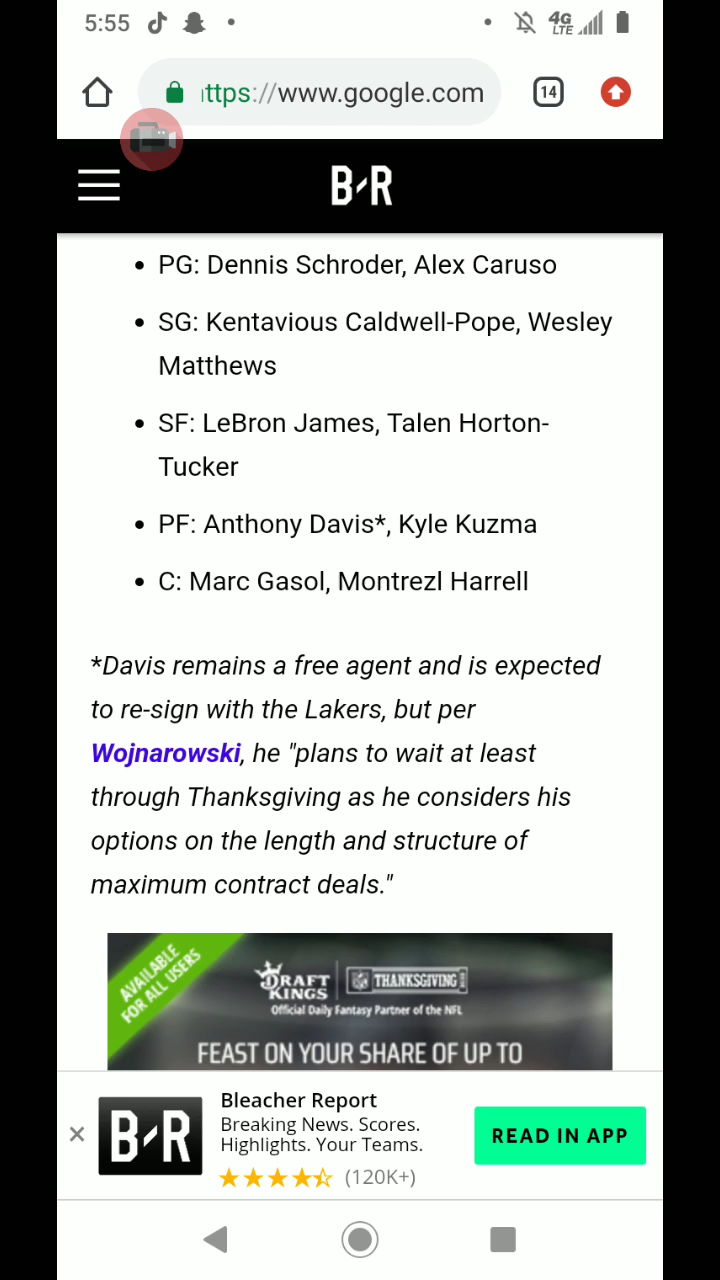 5:55
4G
LTE
ttps://www.google.com
14
B/R
• PG: Dennis Schroder, Alex Caruso
• SG: Kentavious Caldwell-Pope, Wesley
Matthews
• SF: LeBron James, Talen Horton-
Tucker
• PF: Anthony Davis*, Kyle Kuzma
• C: Marc Gasol, Montrezl Harrell
*Davis remains a free agent and is expected
to re-sign with the Lakers, but per
Wojnarowski, he "plans to wait at least
through Thanksgiving as he considers his
options on the length and structure of
maximum contract deals."
AVAILABLE
FOR ALL USERS
DRAFT
KINGS
NFL THANKSGIVING
Official Daily Fantasy Partner of the NFL
FEAST ON YOUR SHARE OF UP TO
×
B/R
Bleacher Report
Breaking News. Scores.
Highlights. Your Teams.
(120K+)
READ IN APP